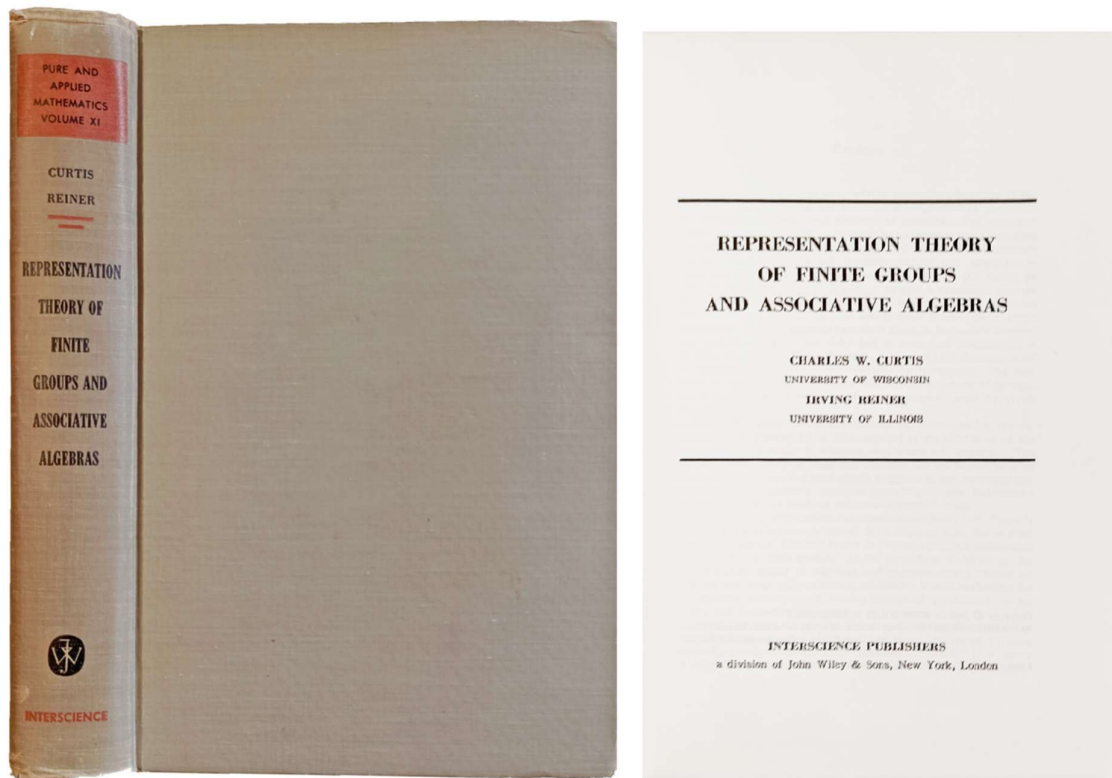 PURE AND
APPLIED
MATHEMATICS
VOLUME XI
CURTIS
REINER
REPRESENTATION
THEORY OF
FINITE
GROUPS AND
ASSOCIATIVE
ALGEBRAS
JW
INTERSCIENCE
REPRESENTATION THEORY
OF FINITE GROUPS
AND ASSOCIATIVE ALGEBRAS
CHARLES W. CURTIS
UNIVERSITY OF WISCONSIN
IRVING REINER
UNIVERSITY OF ILLINOIS
INTERSCIENCE PUBLISHERS
a division of John Wiley & Sons, New York, London